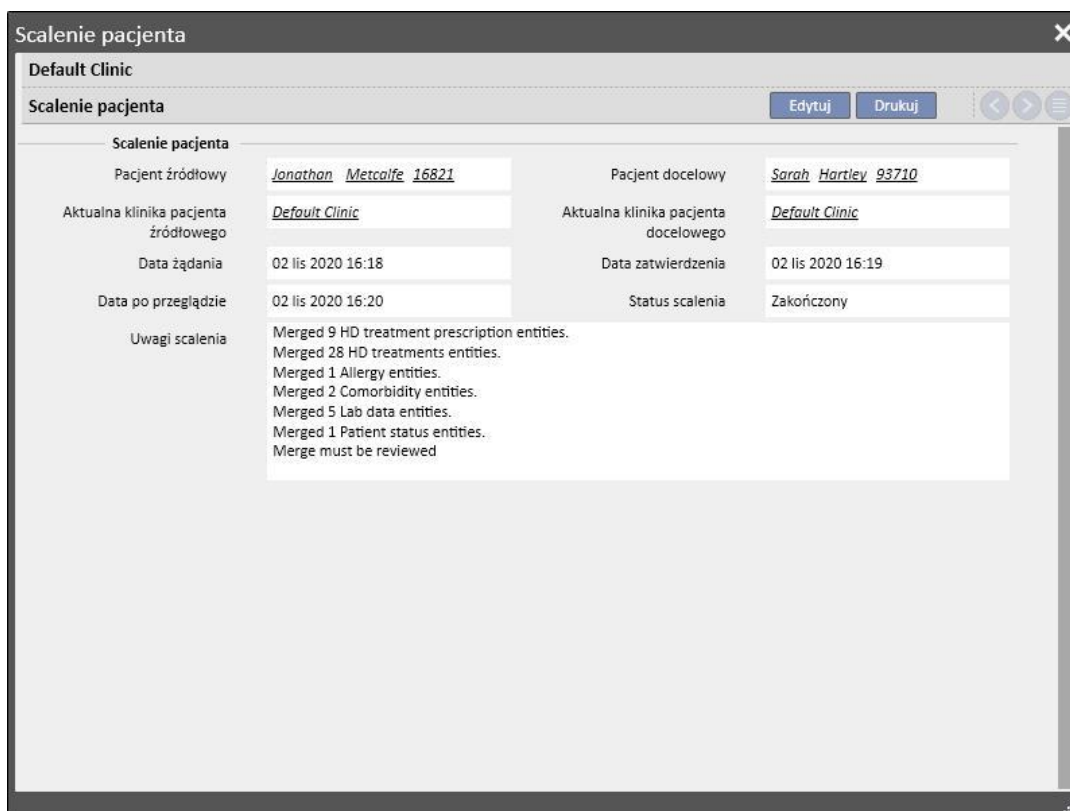 Scalenie pacjenta
Default Clinic
Scalenie pacjenta
Edytuj
Drukuj
Scalenie pacjenta
Pacjent źródłowy
Jonathan Metcalfe 16821
Pacjent docelowy
Sarah Hartley 93710
Aktualna klinika pacjenta
źródłowego
Default Clinic
Aktualna klinika pacjenta
docelowego
Default Clinic
Data żądania
02 lis 2020 16:18
Data zatwierdzenia
02 lis 2020 16:19
Data po przeglądzie
02 lis 2020 16:20
Status scalenia
Zakończony
Uwagi scalenia
Merged 9 HD treatment prescription entities.
Merged 28 HD treatments entities.
Merged 1 Allergy entities.
Merged 2 Comorbidity entities.
Merged 5 Lab data entities.
Merged 1 Patient status entities.
Merge must be reviewed